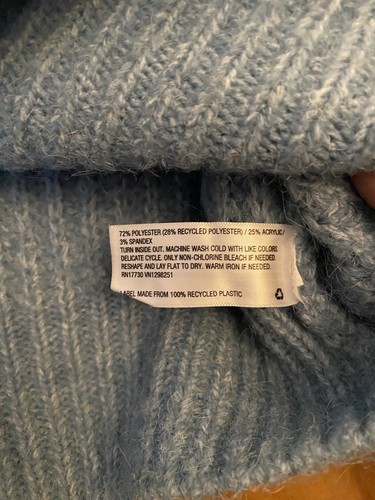 72% POLYESTER (28% RECYCLED POLYESTER) / 25% ACRYLIC/
3% SPANDEX
TURN INSIDE OUT. MACHINE WASH COLD WITH LIKE COLORS.
DELICATE CYCLE. ONLY NON-CHLORINE BLEACH IF NEEDED.
RESHAPE AND LAY FLAT TO DRY. WARM IRON IF NEEDED.
RN17730 VN1298251
LABEL MADE FROM 100% RECYCLED PLASTIC